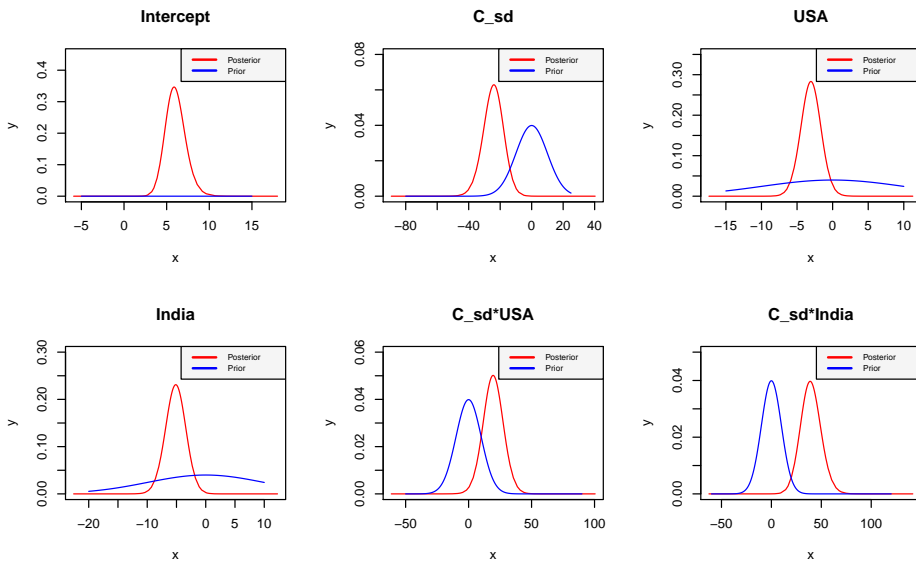 Intercept
Posterior
Prior
y
0.0 0.1 0.2 0.3 0.4
−5 0 5 10 15
x
C_sd
Posterior
Prior
y
0.00 0.04 0.08
−80 −40 −20 0 20 40
x
USA
Posterior
Prior
y
0.00 0.10 0.20 0.30
−15 −10 −5 0 5 10
x
India
Posterior
Prior
y
0.00 0.10 0.20 0.30
−20 −10 −5 0 5 10
x
C_sd*USA
Posterior
Prior
y
0.00 0.02 0.04 0.06
−50 0 50 100
x
C_sd*India
Posterior
Prior
y
0.00 0.02 0.04
−50 0 50 100
x